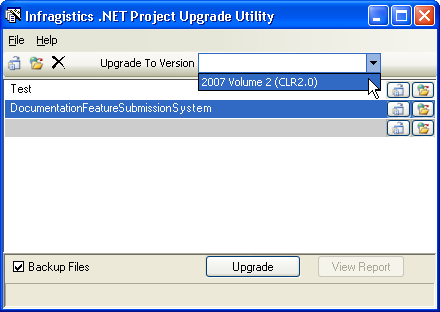 Infragistics .NET Project Upgrade Utility
File Help
Upgrade To Version
2007 Volume 2 (CLR2.0)
Test
DocumentationFeatureSubmissionSystem
Backup Files
Upgrade
View Report